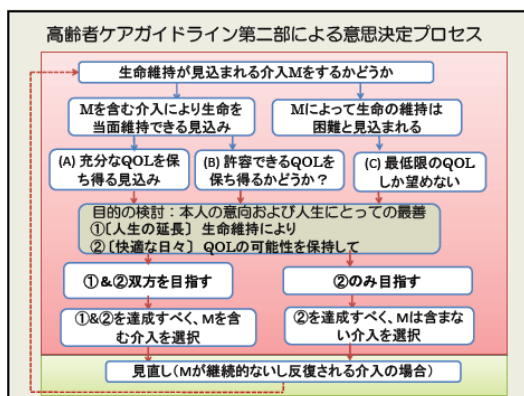 高齢者ケアガイドライン第二部による意思決定プロセス
生命維持が見込まれる介入Mをするかどうか
Mを含む介入により生命を
当面維持できる見込み
Mによって生命の維持は
困難と見込まれる
(A) 充分なQOLを保
ち得る見込み
(B) 許容できるQOLを
保ち得るかどうか？
(C) 最低限のQOL
しか望めない
目的の検討：本人の意向および人生にとっての最善
①〔人生の延長〕 生命維持により
②〔快適な日々〕 QOLの可能性を保持して
①&②双方を目指す
②のみ目指す
①&②を達成すべく、Mを含
む介入を選択
②を達成すべく、Mは含まな
い介入を選択
見直し（Mが継続的ないし反復される介入の場合）